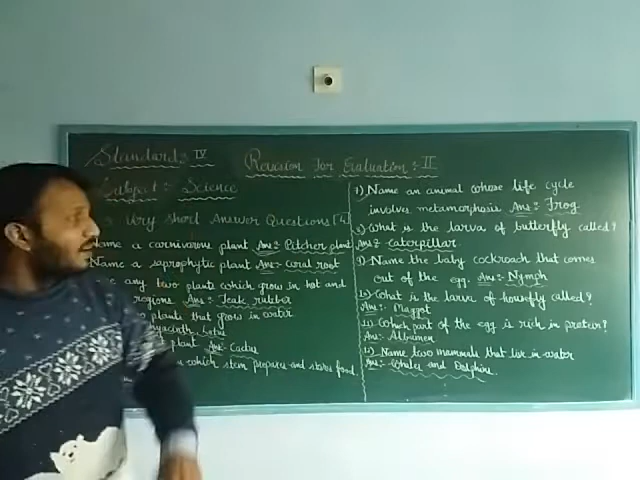 Standard:- IV
Revision For Evaluation:- II
Subject:- Science
Very Short Answer Questions
Name a carnivorous plant Ans:- Pitcher plant
Name a saprophytic plant Ans:- Coral root
any two plants which grow in hot and
regions Ans:- Teak, rubber
plants that grow in water
hyacinth, lotus
plant Ans:- Cactus
which stem prepares and stores food.
7) Name an animal whose life cycle
involves metamorphosis Ans:- Frog
8) What is the larva of butterfly called?
Ans:- Caterpillar
9) Name the baby cockroach that comes
out of the egg. Ans:- Nymph
10) What is the larva of housefly called?
Ans:- Maggot
11) Which part of the egg is rich in protein?
Ans:- Albumen
12) Name two mammals that live in water
Ans:- Whales and Dolphins.